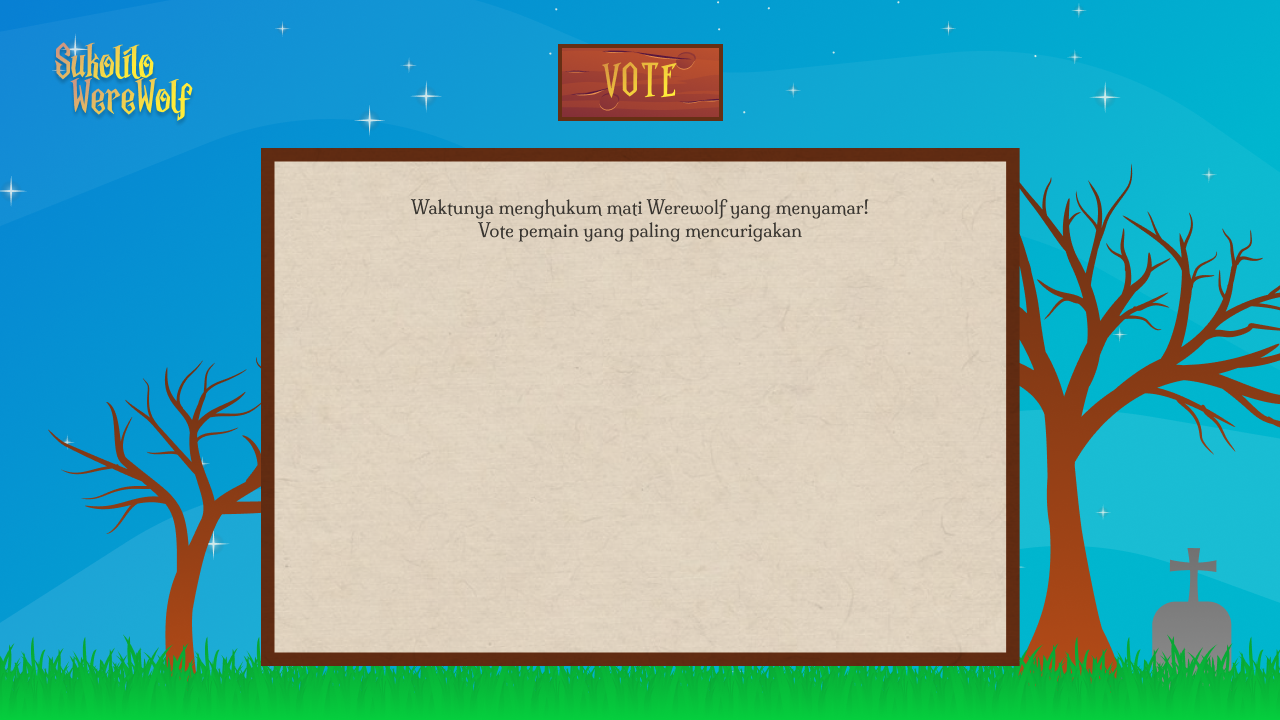 Sukolilo
WereWolf
VOTE
Waktunya menghukum mati Werewolf yang menyamar!
Vote pemain yang paling mencurigakan